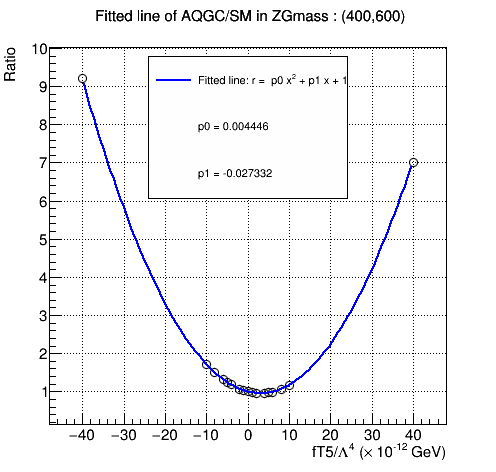 Fitted line of AQGC/SM in ZGmass : (400,600)
Ratio
10
9
8
7
6
5
4
3
2
1
Fitted line: r = p0 x² + p1 x + 1
p0 = 0.004446
p1 = -0.027332
−40 −30 −20 −10 0 10 20 30 40
fT5/Λ⁴ (× 10⁻¹² GeV)